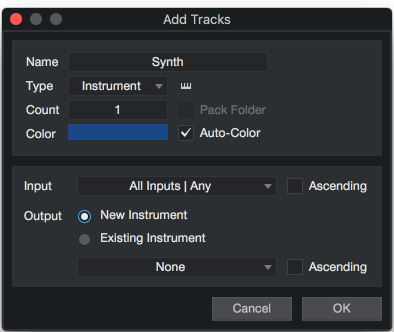 Add Tracks
Name Synth
Type Instrument
Count 1 Pack Folder
Color Auto-Color
Input All Inputs | Any Ascending
Output New Instrument
Existing Instrument
None Ascending
Cancel OK